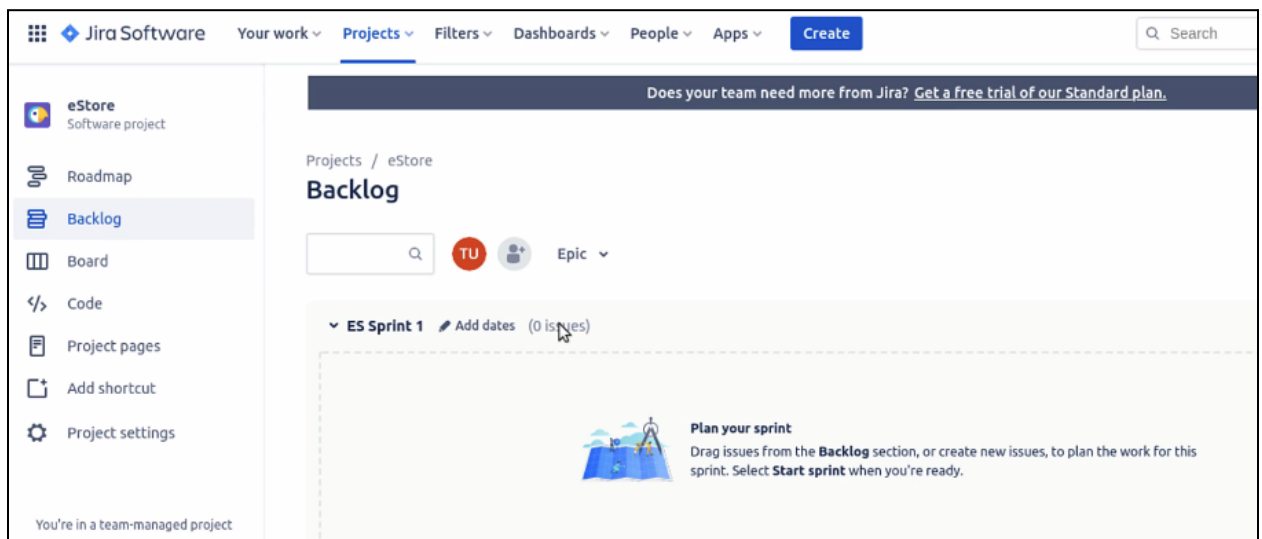 Jira Software Your work Projects Filters Dashboards People Apps Create Search
Does your team need more from Jira? Get a free trial of our Standard plan.
eStore
Software project
Roadmap
Backlog
Board
Code
Project pages
Add shortcut
Project settings
You're in a team-managed project
Projects / eStore
Backlog
TU Epic
ES Sprint 1 Add dates (0 issues)
Plan your sprint
Drag issues from the Backlog section, or create new issues, to plan the work for this
sprint. Select Start sprint when you're ready.